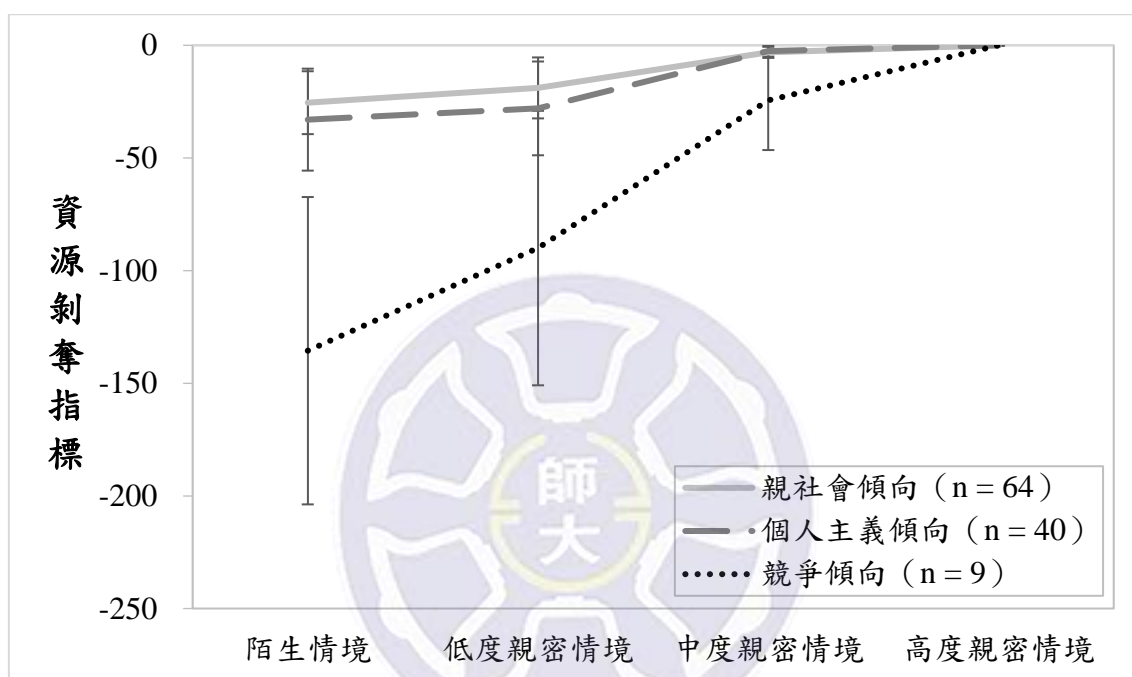 0
-50
-100
-150
-200
-250
資源剝奪指標
師大
親社會傾向（n = 64）
個人主義傾向（n = 40）
競爭傾向（n = 9）
陌生情境 低度親密情境 中度親密情境 高度親密情境